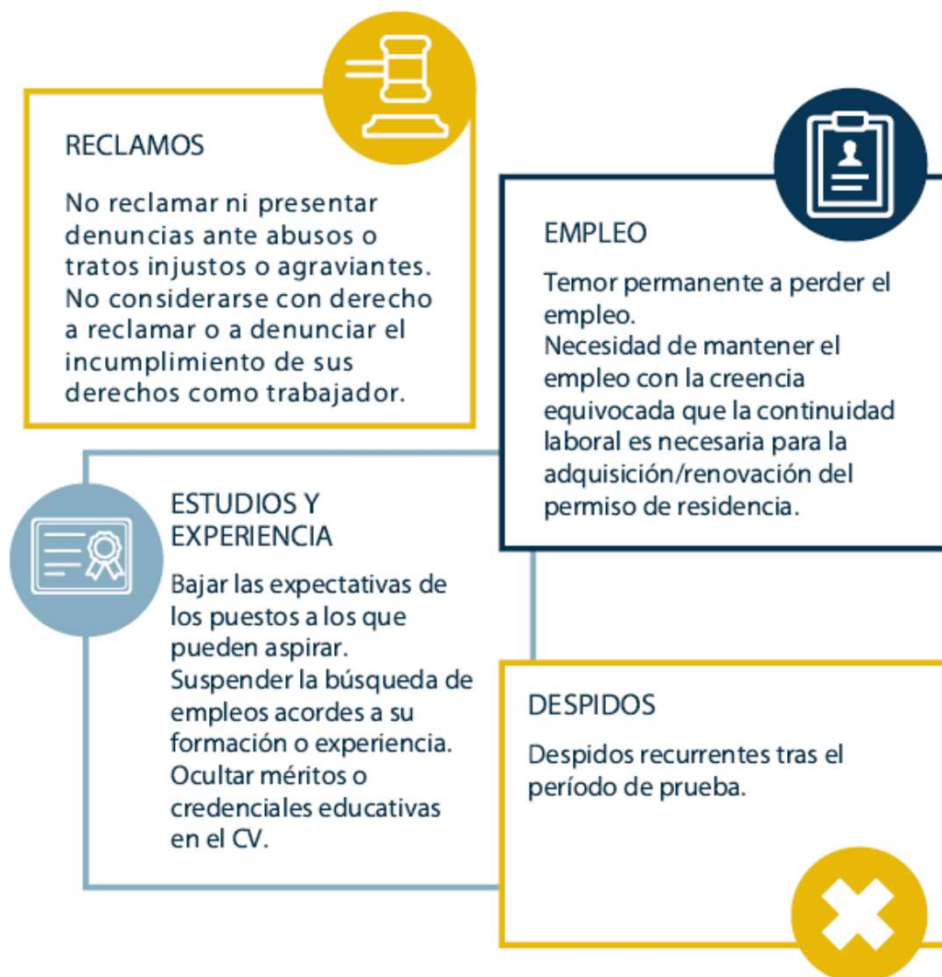 RECLAMOS
No reclamar ni presentar
denuncias ante abusos o
tratos injustos o agraviantes.
No considerarse con derecho
a reclamar o a denunciar el
incumplimiento de sus
derechos como trabajador.
EMPLEO
Temor permanente a perder el
empleo.
Necesidad de mantener el
empleo con la creencia
equivocada que la continuidad
laboral es necesaria para la
adquisición/renovación del
permiso de residencia.
ESTUDIOS Y
EXPERIENCIA
Bajar las expectativas de
los puestos a los que
pueden aspirar.
Suspender la búsqueda de
empleos acordes a su
formación o experiencia.
Ocultar méritos o
credenciales educativas
en el CV.
DESPIDOS
Despidos recurrentes tras el
período de prueba.